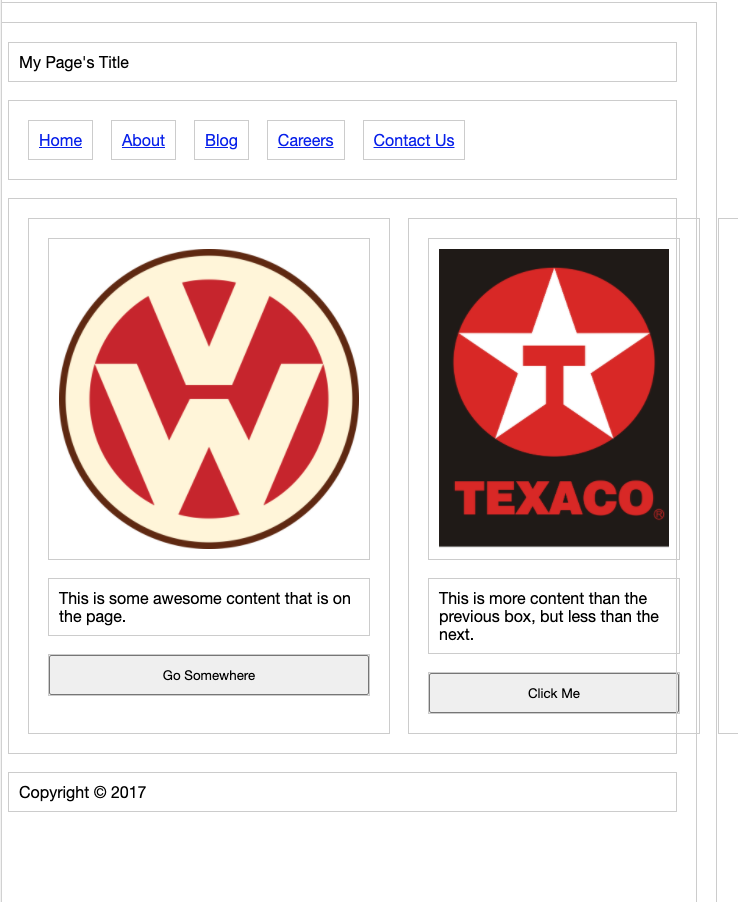 My Page's Title
Home About Blog Careers Contact Us
TEXACO®
This is some awesome content that is on
the page.
Go Somewhere
This is more content than the
previous box, but less than the
next.
Click Me
Copyright © 2017